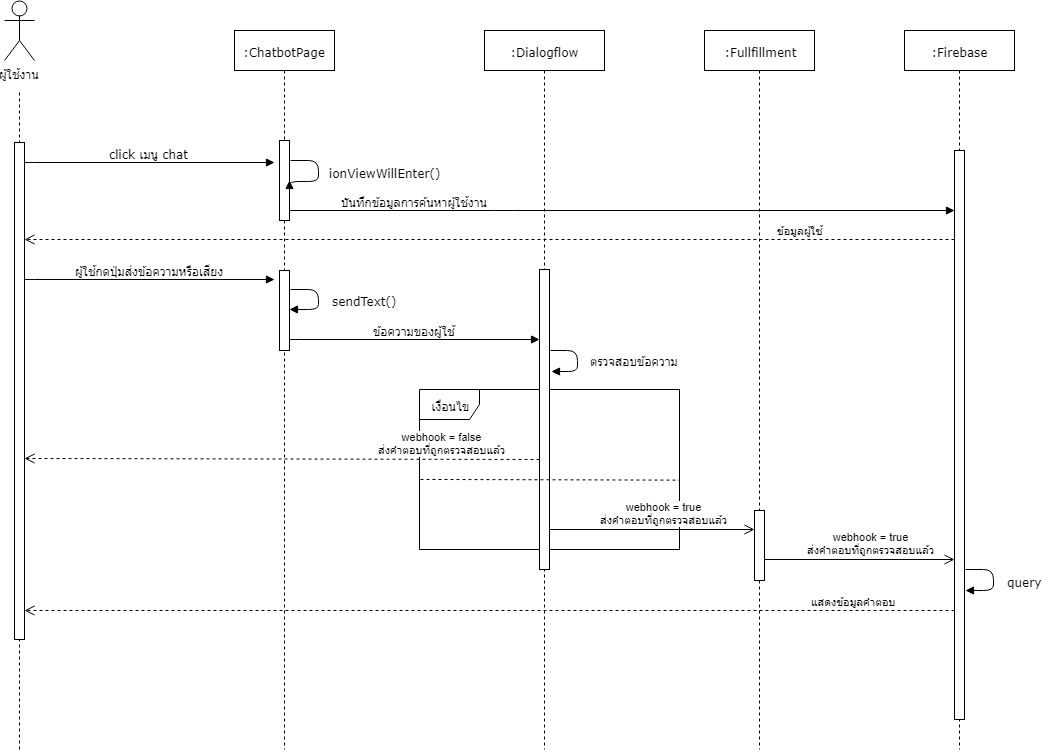 :ChatbotPage
:Dialogflow
:Fullfillment
:Firebase
ผู้ใช้งาน
click เมนู chat
ionViewWillEnter()
บันทึกข้อมูลการค้นหาผู้ใช้งาน
ข้อมูลผู้ใช้
ผู้ใช้กดปุ่มส่งข้อความหรือเสียง
sendText()
ข้อความของผู้ใช้
ตรวจสอบข้อความ
เงื่อนไข
webhook = false
ส่งคำตอบที่ถูกตรวจสอบแล้ว
webhook = true
ส่งคำตอบที่ถูกตรวจสอบแล้ว
webhook = true
ส่งคำตอบที่ถูกตรวจสอบแล้ว
query
แสดงข้อมูลคำตอบ